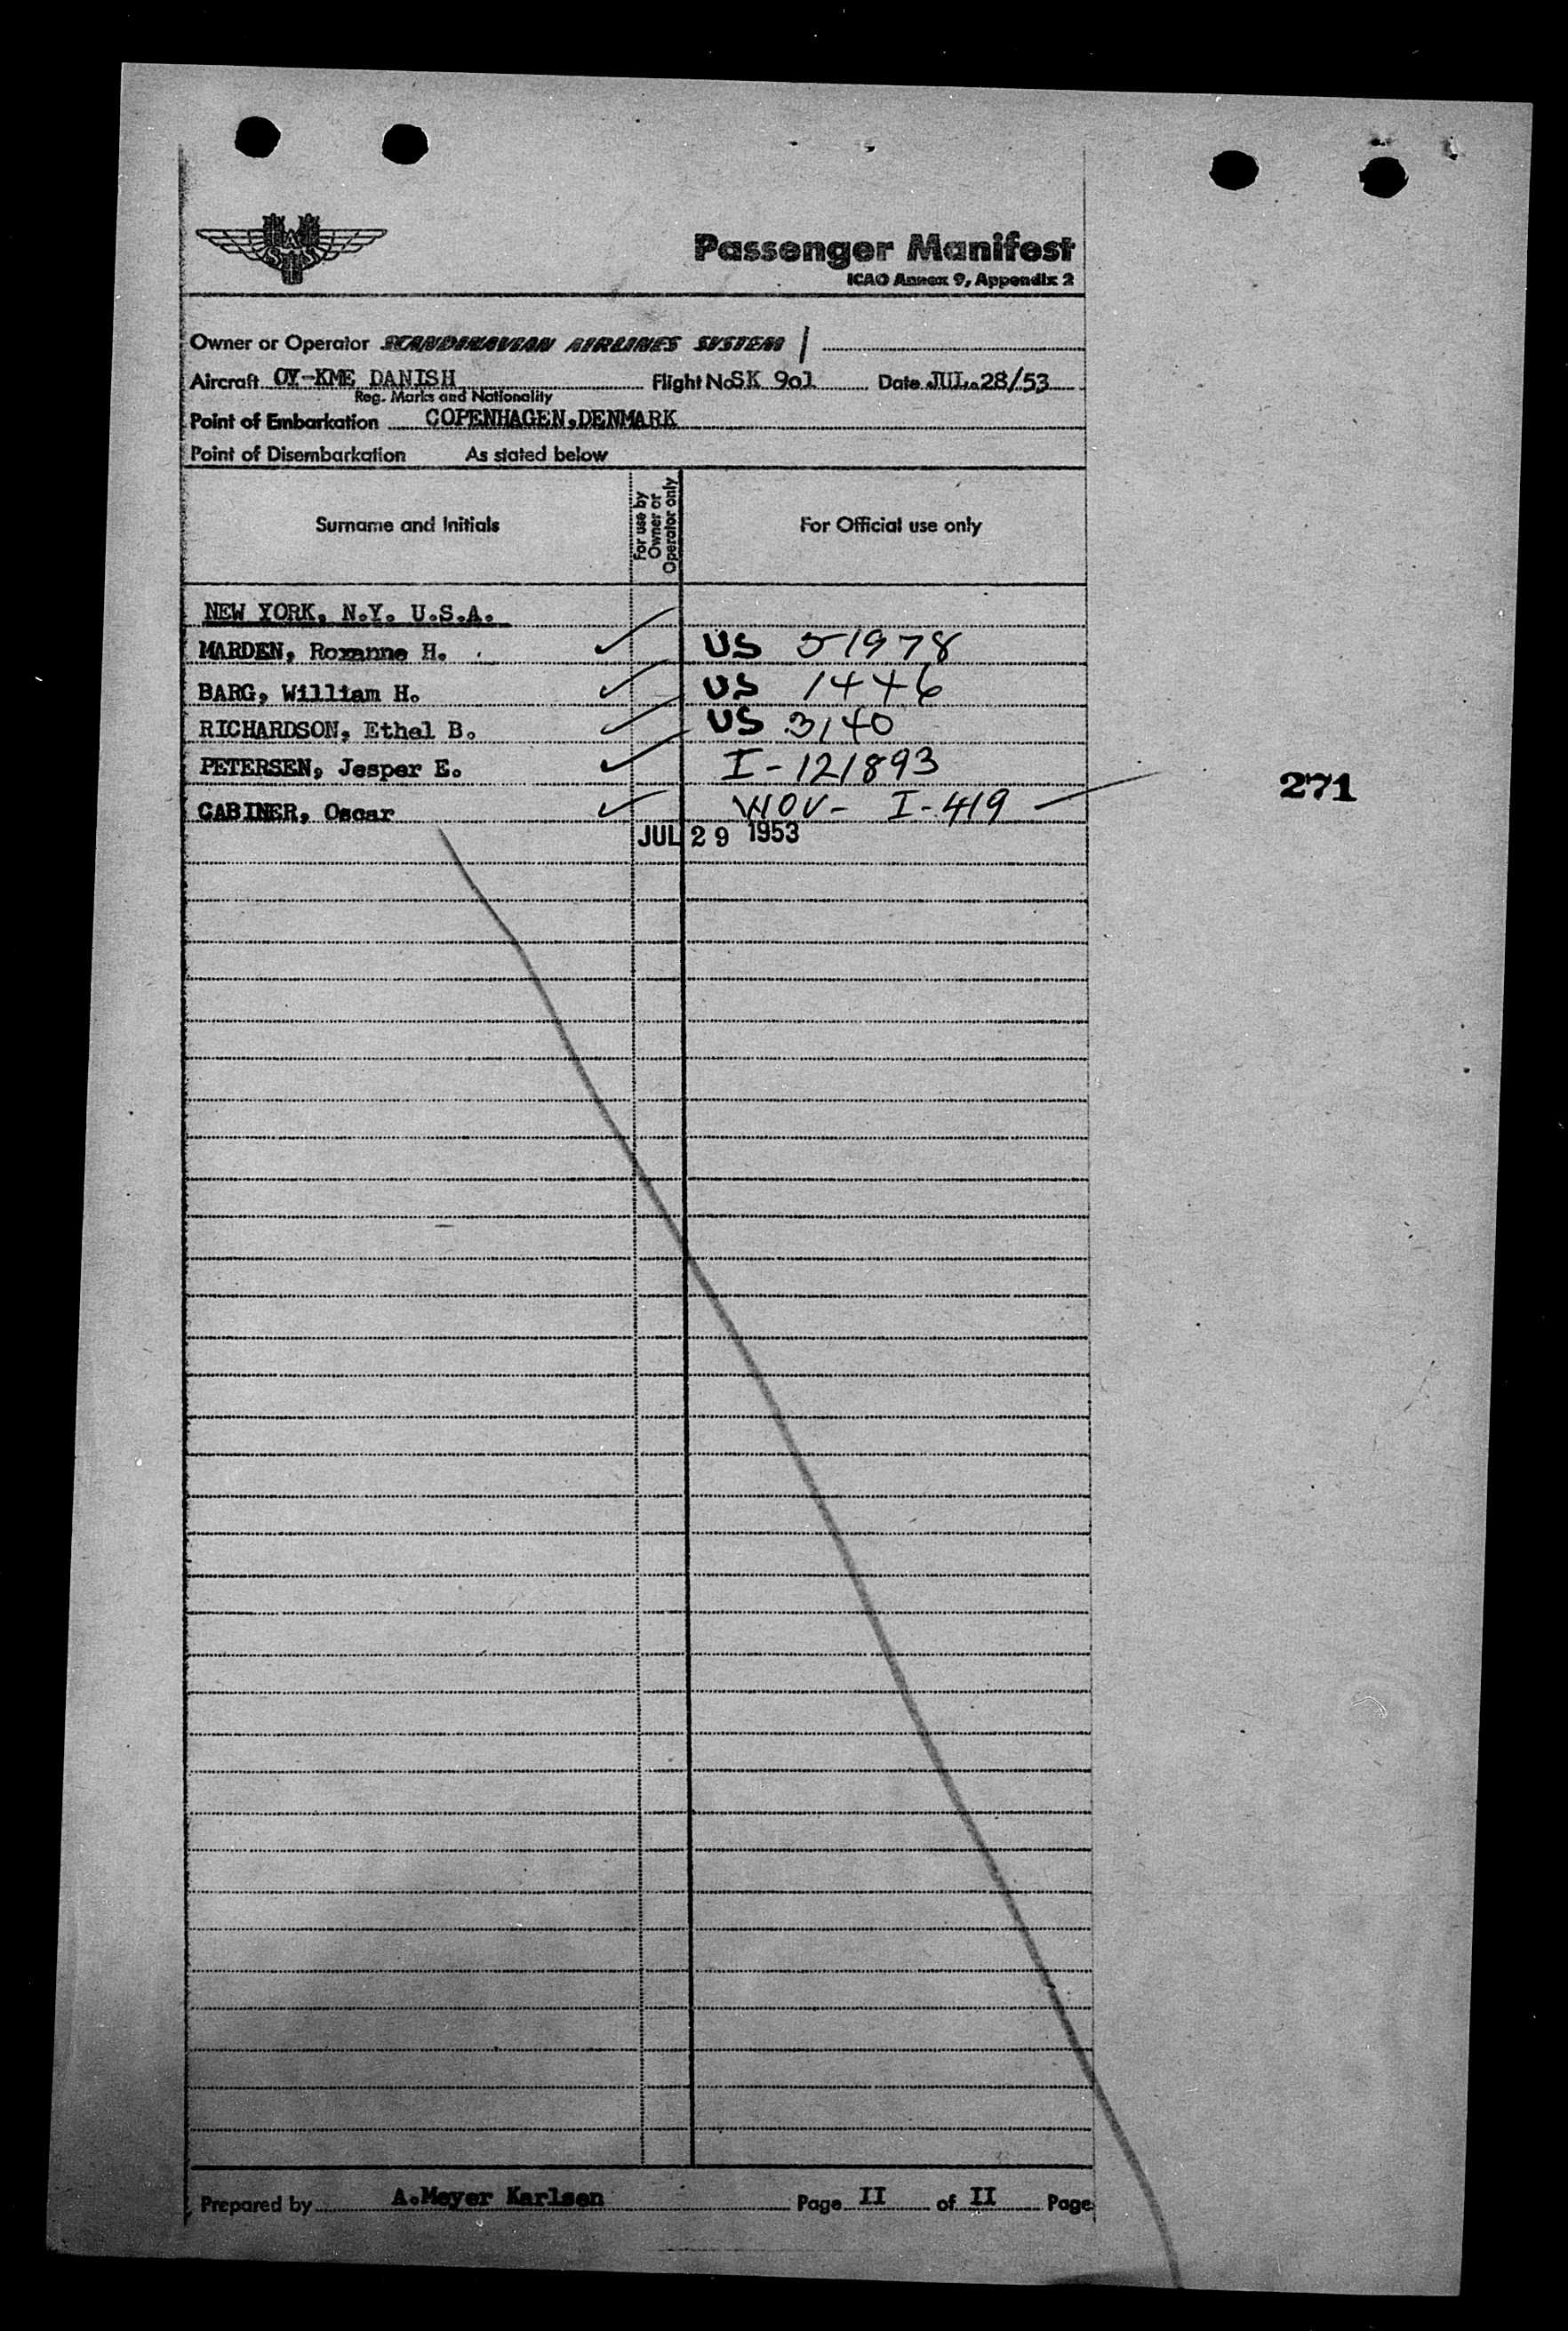 SAS
Passenger Manifest
ICAO Annex 9, Appendix 2
Owner or Operator SCANDINAVIAN AIRLINES SYSTEM
Aircraft OY-KME DANISH Flight No SK 901 Date JUL.28/53
Reg. Marks and Nationality
Point of Embarkation COPENHAGEN,DENMARK
Point of Disembarkation As stated below
Surname and Initials For use by Owner or Operator only For Official use only
NEW YORK, N.Y. U.S.A.
MARDEN, Roxanne H. US 51978
BARG, William H. US 1446
RICHARDSON, Ethel B. US 3140
PETERSEN, Jesper E. I-121893
CABINER, Oscar I-419
271
JUL 29 1953
Prepared by A.Meyer Karlsen Page II of II Page